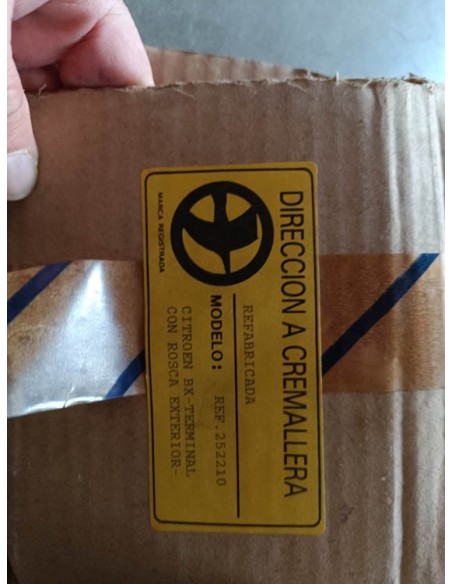 DIRECCION A CREMALLERA
REFABRICADA
MODELO: REF.252210
CITROEN BX-TERMINAL
CON ROSCA EXTERIOR-
MARCA REGISTRADA